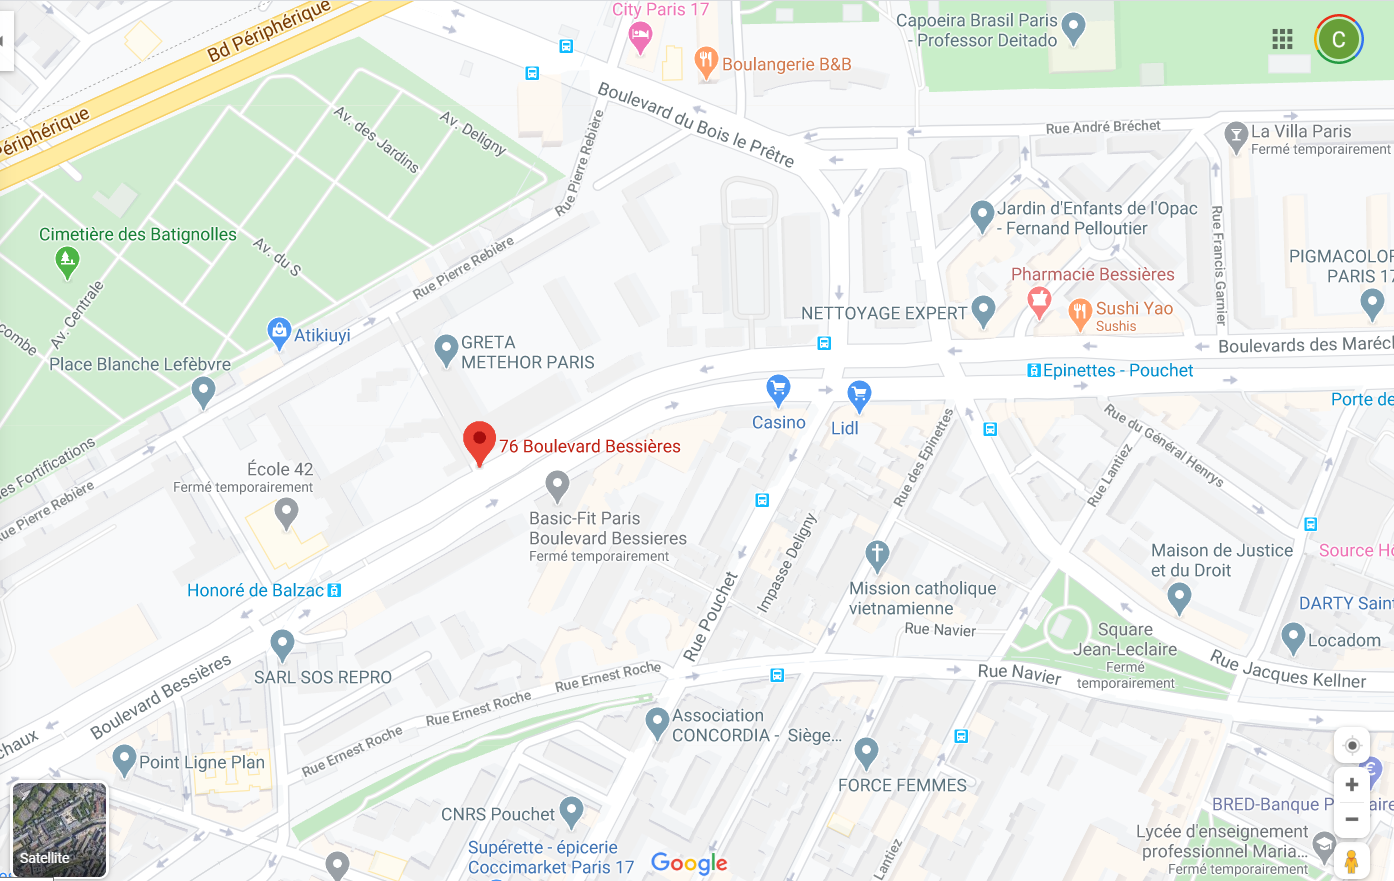 City Paris 17
Capoeira Brasil Paris
- Professor Deitado
C
Bd Périphérique
Boulangerie B&B
Boulevard du Bois le Prêtre
Av. des Jardins
Av. Deligny
Rue Pierre Rebière
Rue André Bréchet
La Villa Paris
Fermé temporairement
Périphérique
Jardin d'Enfants de l'Opac
- Fernand Pelloutier
Rue Francis Garnier
Cimetière des Batignolles
Av. du S
Rue Pierre Rebière
PIGMACOLOR
PARIS 17
Pharmacie Bessières
Av. Centrale
combe
NETTOYAGE EXPERT
Sushi Yao
Sushis
Atikiuyi
GRETA
METEHOR PARIS
Boulevards des Maréch
Place Blanche Lefèbvre
Epinettes - Pouchet
Porte de
Casino
Lidl
Rue du Général Henrys
76 Boulevard Bessières
Rue des Epinettes
Rue Lantiez
es Fortifications
École 42
Fermé temporairement
Rue Pierre Rebière
Basic-Fit Paris
Boulevard Bessieres
Fermé temporairement
Impasse Deligny
Maison de Justice
et du Droit
Source Hô
Honoré de Balzac
Mission catholique
vietnamienne
DARTY Saint
Rue Pouchet
Rue Navier
Square
Jean-Leclaire
Fermé
temporairement
Locadom
SARL SOS REPRO
Boulevard Bessières
Rue Ernest Roche
Rue Navier
Rue Jacques Kellner
Rue Ernest Roche
chaux
Association
CONCORDIA - Siège...
Rue Ernest Roche
Point Ligne Plan
FORCE FEMMES
BRED-Banque P
aire
CNRS Pouchet
Lycée d'enseignement
professionnel Maria...
Fermé temporairement
Supérette - épicerie
Coccimarket Paris 17
Lantiez
Satellite
Google